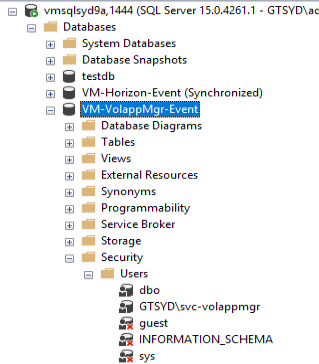 vmsqlsyd9a,1444 (SQL Server 15.0.4261.1 - GTSYD\ad
Databases
System Databases
Database Snapshots
testdb
VM-Horizon-Event (Synchronized)
VM-VolappMgr-Event
Database Diagrams
Tables
Views
External Resources
Synonyms
Programmability
Service Broker
Storage
Security
Users
dbo
GTSYD\svc-volappmgr
guest
INFORMATION_SCHEMA
sys